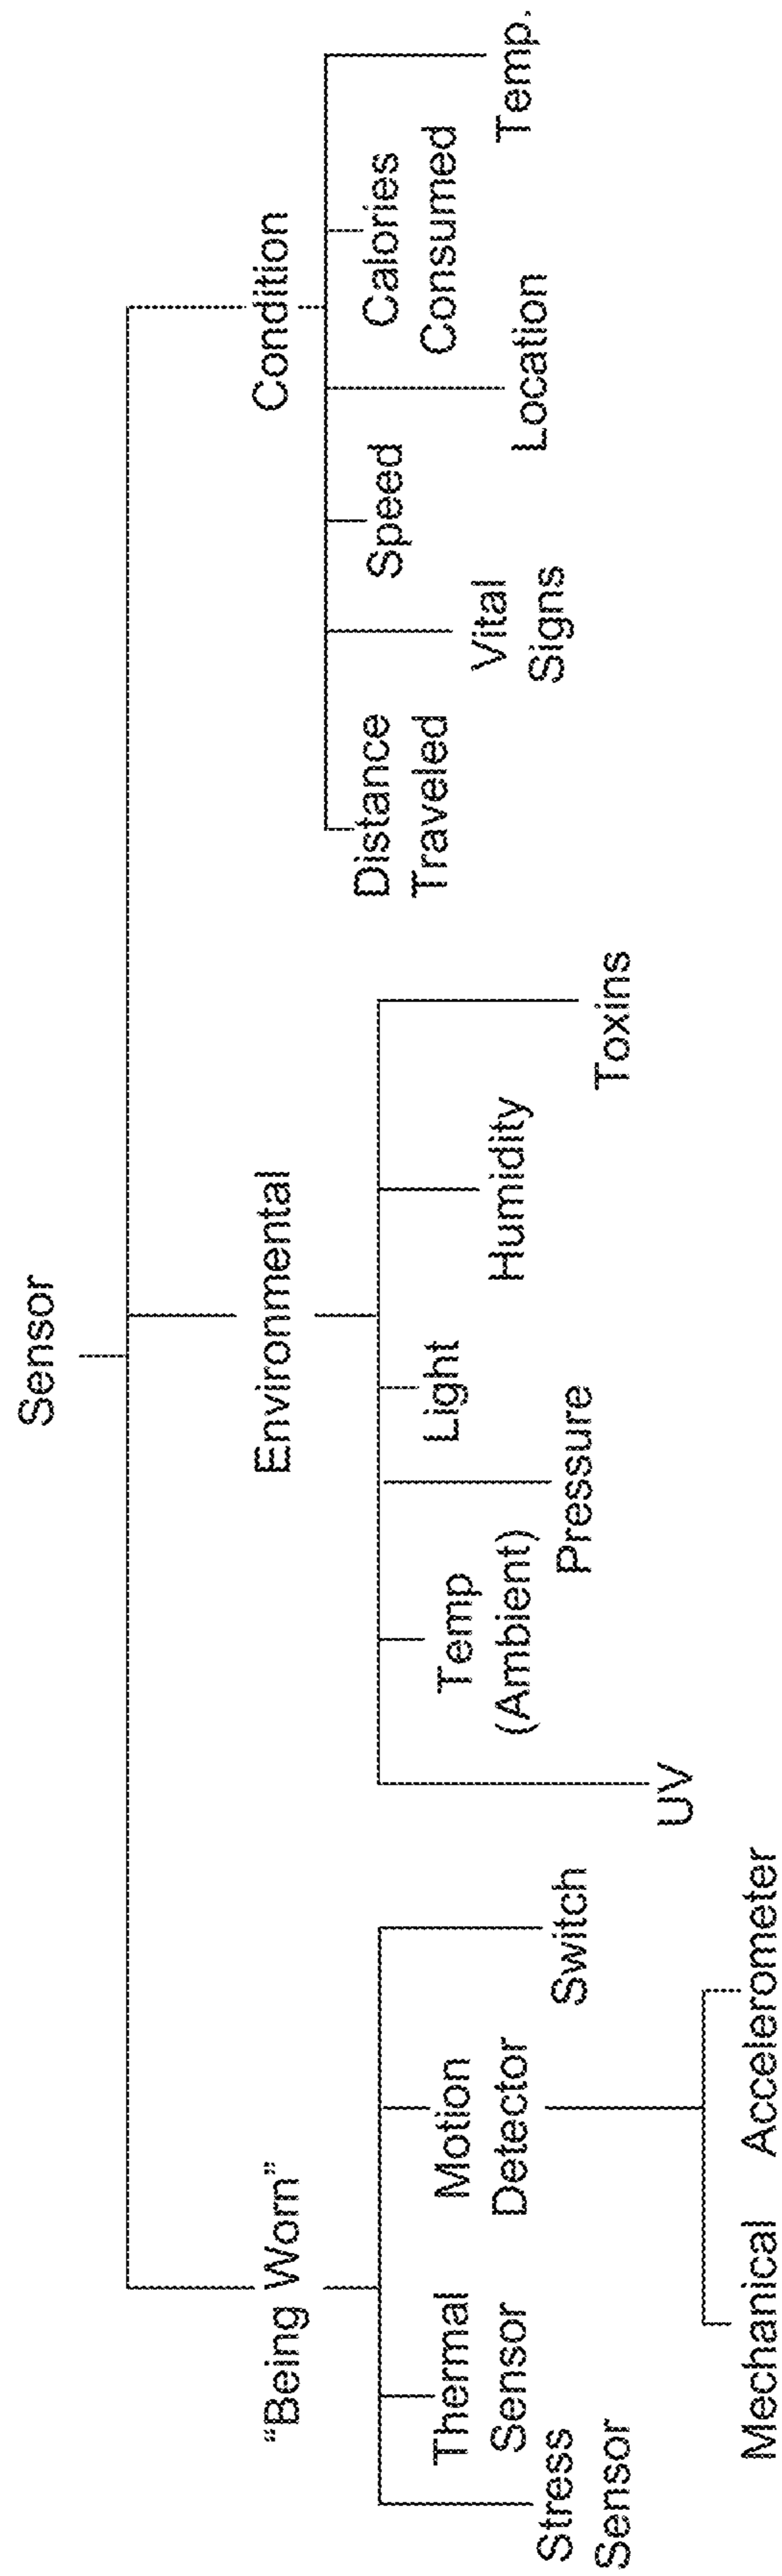 Sensor
“Being Worn”
Environmental
Condition
Stress
Sensor
Thermal
Sensor
Motion
Detector
Switch
Mechanical
Accelerometer
UV
Temp
(Ambient)
Pressure
Light
Humidity
Toxins
Distance
Traveled
Vital
Signs
Speed
Location
Calories
Consumed
Temp.